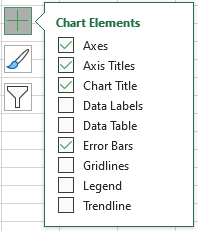 Chart Elements
Axes
Axis Titles
Chart Title
Data Labels
Data Table
Error Bars
Gridlines
Legend
Trendline